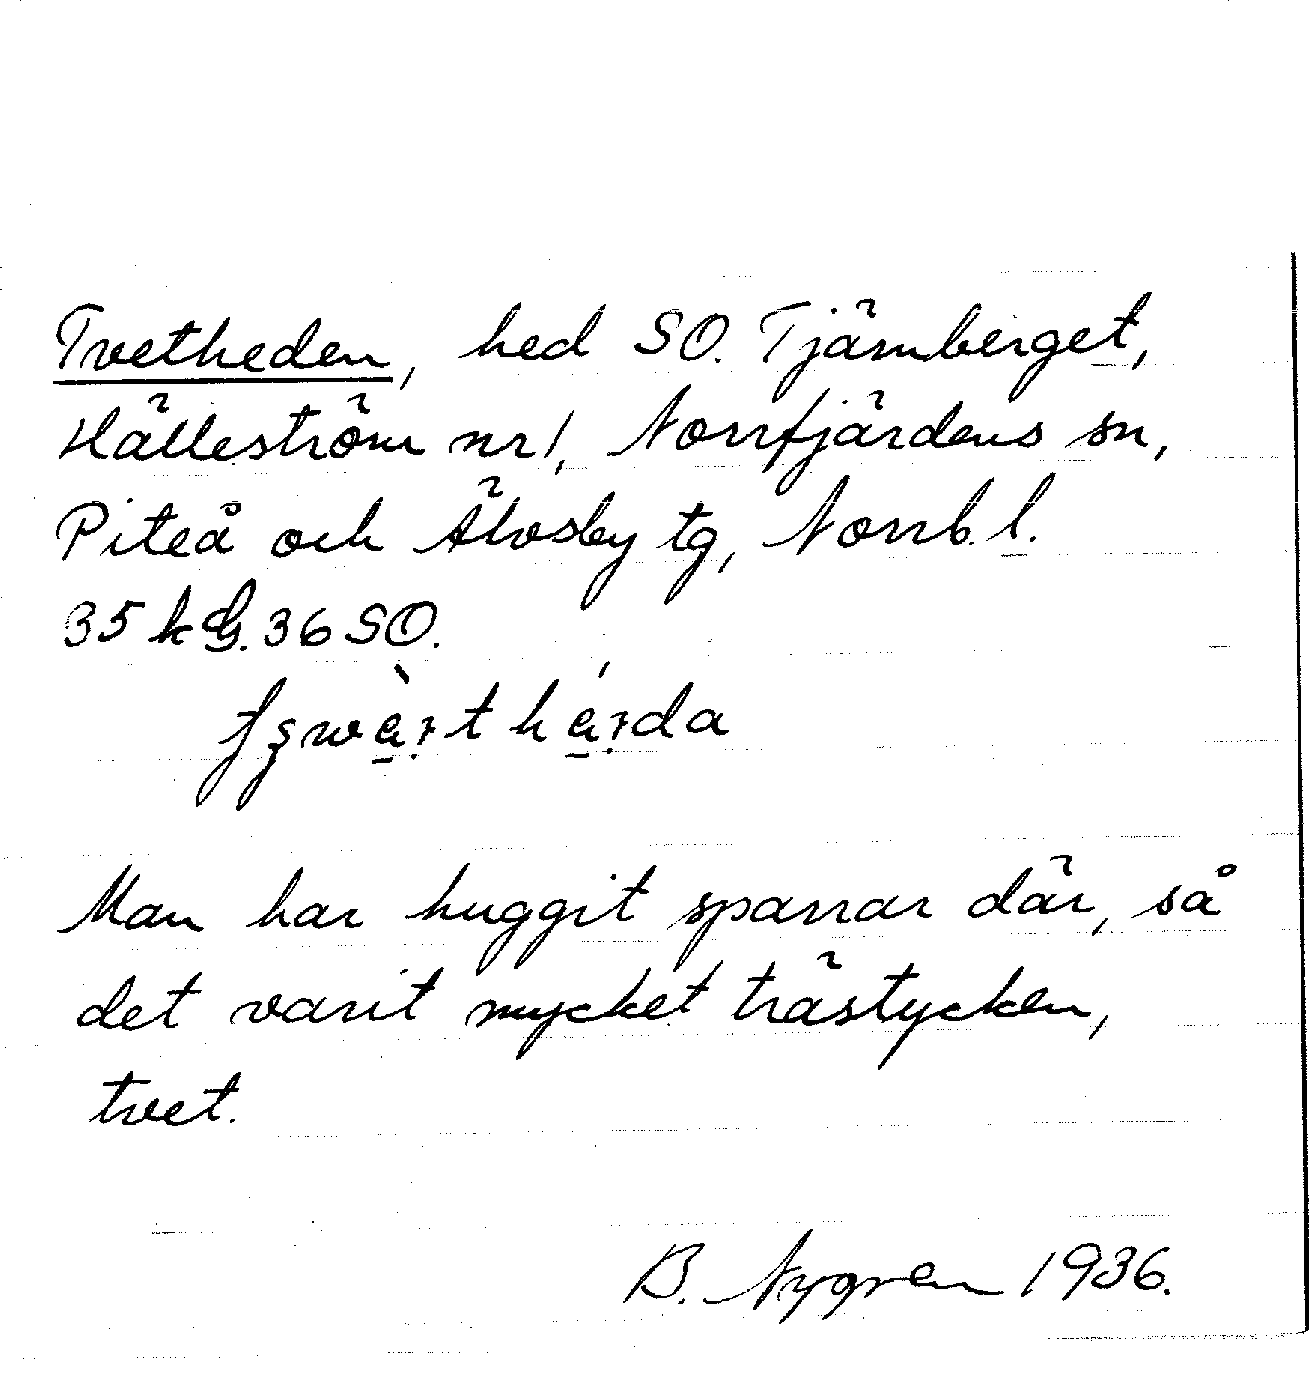 Tvetheden, hed SO. Tjärnberget,
Hälleström nr 1, Norrfjärdens sn,
Piteå och Älvsby tg, Norrb. l.
35 k G. 36 SO.
Man har huggit sparrar där, så
det varit mycket trästycken,
tvet.
B. Nygren 1936.